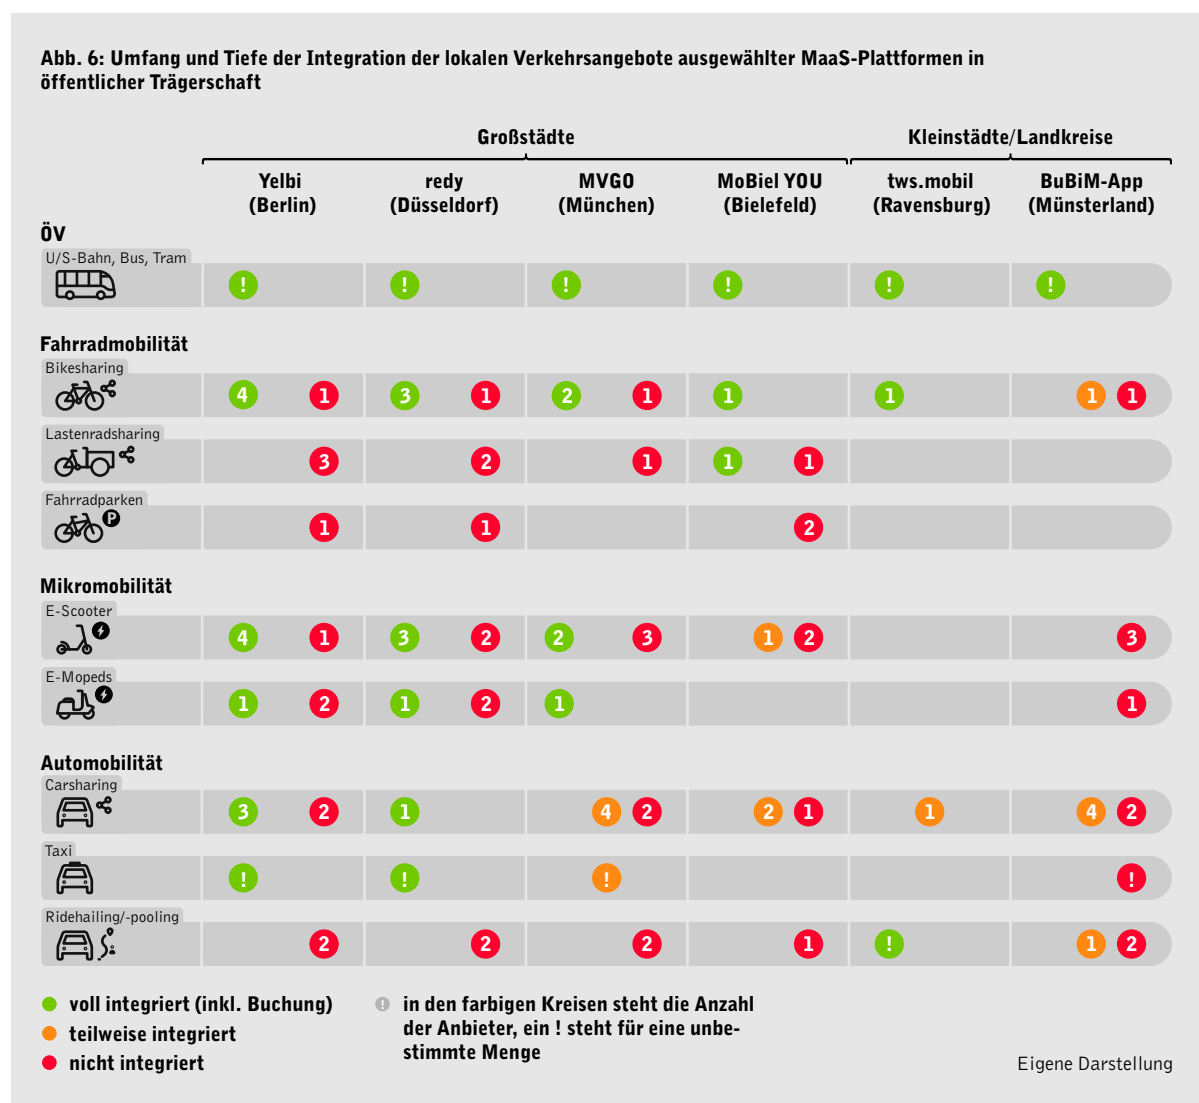 Abb. 6: Umfang und Tiefe der Integration der lokalen Verkehrsangebote ausgewählter MaaS-Plattformen in
öffentlicher Trägerschaft
Großstädte Kleinstädte/Landkreise
Yelbi redy MVGO MoBiel YOU tws.mobil BuBiM-App
(Berlin) (Düsseldorf) (München) (Bielefeld) (Ravensburg) (Münsterland)
ÖV
U/S-Bahn, Bus, Tram
! ! ! ! ! !
Fahrradmobilität
Bikesharing
4 1 3 1 2 1 1 1 1 1
Lastenradsharing
3 2 1 1 1
Fahrradparken
P
1 1 2
Mikromobilität
E-Scooter
4 1 3 2 2 3 1 2 3
E-Mopeds
1 2 1 2 1 1
Automobilität
Carsharing
3 2 1 4 2 2 1 1 4 2
Taxi
! ! ! !
Ridehailing/-pooling
2 2 2 1 ! 1 2
voll integriert (inkl. Buchung)
teilweise integriert
nicht integriert
! in den farbigen Kreisen steht die Anzahl
der Anbieter, ein ! steht für eine unbe-
stimmte Menge
Eigene Darstellung